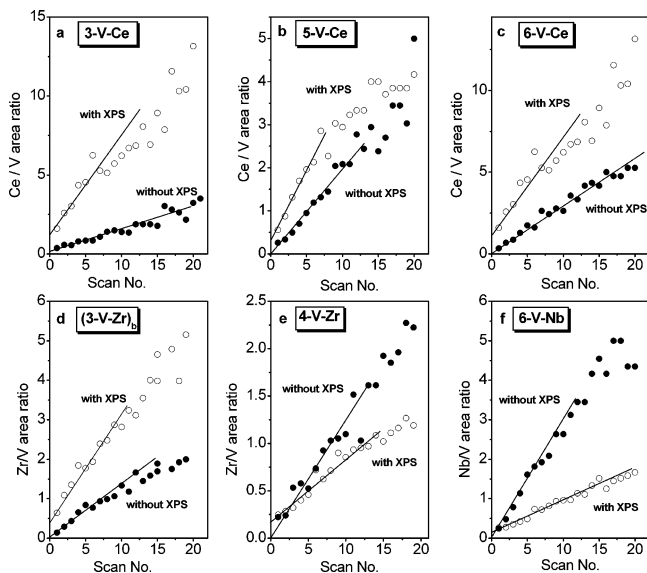 a 3-V-Ce
Ce / V area ratio
15
10
5
0
with XPS
without XPS
0 5 10 15 20
Scan No.
b 5-V-Ce
Ce / V area ratio
5
4
3
2
1
0
with XPS
without XPS
0 5 10 15 20
Scan No.
c 6-V-Ce
Ce / V area ratio
10
5
0
with XPS
without XPS
0 5 10 15 20
Scan No.
d (3-V-Zr)b
Zr/V area ratio
6
5
4
3
2
1
0
with XPS
without XPS
0 5 10 15 20
Scan No.
e 4-V-Zr
Zr/V area ratio
2.5
2.0
1.5
1.0
0.5
0.0
without XPS
with XPS
0 5 10 15 20
Scan No.
f 6-V-Nb
Nb/V area ratio
6
5
4
3
2
1
0
without XPS
with XPS
0 5 10 15 20
Scan No.